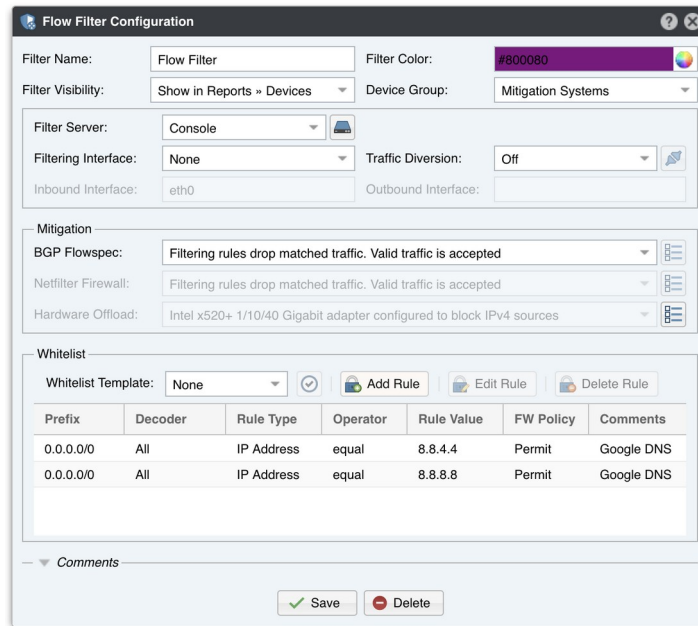 Flow Filter Configuration
Filter Name: Flow Filter Filter Color: #800080
Filter Visibility: Show in Reports » Devices Device Group: Mitigation Systems
Filter Server: Console
Filtering Interface: None Traffic Diversion: Off
Inbound Interface: eth0 Outbound Interface:
Mitigation
BGP Flowspec: Filtering rules drop matched traffic. Valid traffic is accepted
Netfilter Firewall: Filtering rules drop matched traffic. Valid traffic is accepted
Hardware Offload: Intel x520+ 1/10/40 Gigabit adapter configured to block IPv4 sources
Whitelist
Whitelist Template: None Add Rule Edit Rule Delete Rule
Prefix Decoder Rule Type Operator Rule Value FW Policy Comments
0.0.0.0/0 All IP Address equal 8.8.4.4 Permit Google DNS
0.0.0.0/0 All IP Address equal 8.8.8.8 Permit Google DNS
Comments
Save Delete